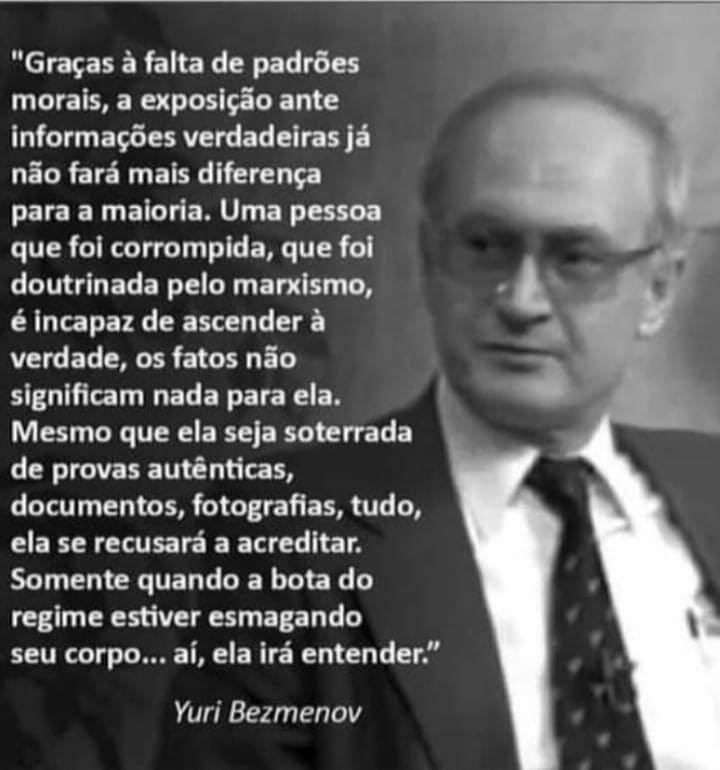 "Graças à falta de padrões
morais, a exposição ante
informações verdadeiras já
não fará mais diferença
para a maioria. Uma pessoa
que foi corrompida, que foi
doutrinada pelo marxismo,
é incapaz de ascender à
verdade, os fatos não
significam nada para ela.
Mesmo que ela seja soterrada
de provas autênticas,
documentos, fotografias, tudo,
ela se recusará a acreditar.
Somente quando a bota do
regime estiver esmagando
seu corpo... aí, ela irá entender.”
Yuri Bezmenov